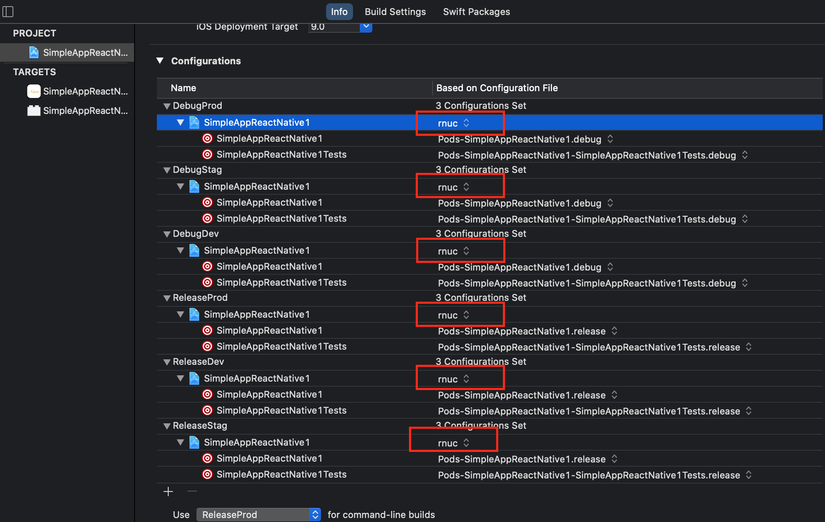 Info Build Settings Swift Packages
PROJECT
SimpleAppReactN...
TARGETS
SimpleAppReactN...
SimpleAppReactN...
iOS Deployment Target 9.0
Configurations
Name Based on Configuration File
DebugProd 3 Configurations Set
SimpleAppReactNative1 rnuc
SimpleAppReactNative1 Pods-SimpleAppReactNative1.debug
SimpleAppReactNative1Tests Pods-SimpleAppReactNative1-SimpleAppReactNative1Tests.debug
DebugStag 3 Configurations Set
SimpleAppReactNative1 rnuc
SimpleAppReactNative1 Pods-SimpleAppReactNative1.debug
SimpleAppReactNative1Tests Pods-SimpleAppReactNative1-SimpleAppReactNative1Tests.debug
DebugDev 3 Configurations Set
SimpleAppReactNative1 rnuc
SimpleAppReactNative1 Pods-SimpleAppReactNative1.debug
SimpleAppReactNative1Tests Pods-SimpleAppReactNative1-SimpleAppReactNative1Tests.debug
ReleaseProd 3 Configurations Set
SimpleAppReactNative1 rnuc
SimpleAppReactNative1 Pods-SimpleAppReactNative1.release
SimpleAppReactNative1Tests Pods-SimpleAppReactNative1-SimpleAppReactNative1Tests.release
ReleaseDev 3 Configurations Set
SimpleAppReactNative1 rnuc
SimpleAppReactNative1 Pods-SimpleAppReactNative1.release
SimpleAppReactNative1Tests Pods-SimpleAppReactNative1-SimpleAppReactNative1Tests.release
ReleaseStag 3 Configurations Set
SimpleAppReactNative1 rnuc
SimpleAppReactNative1 Pods-SimpleAppReactNative1.release
SimpleAppReactNative1Tests Pods-SimpleAppReactNative1-SimpleAppReactNative1Tests.release
Use ReleaseProd for command-line builds